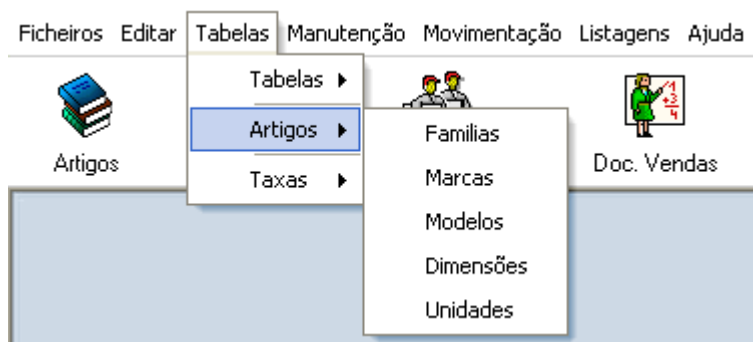 Ficheiros Editar Tabelas Manutenção Movimentação Listagens Ajuda
Tabelas
Artigos
Taxas
Familias
Marcas
Modelos
Dimensões
Unidades
Artigos
Doc. Vendas